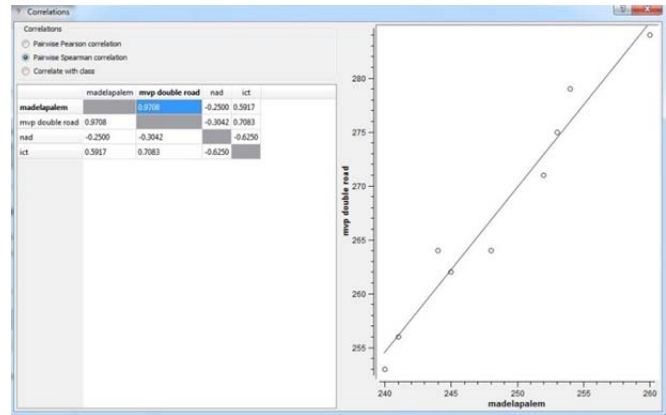 Correlations
Correlations
Pairwise Pearson correlation
Pairwise Spearman correlation
Correlate with class
madelapalem mvp double road nad ict
madelapalem 0.9708 -0.2500 0.5917
mvp double road 0.9708 -0.3042 0.7083
nad -0.2500 -0.3042 -0.6250
ict 0.5917 0.7083 -0.6250
mvp double road
280
275
270
265
260
255
240 245 250 255 260
madelapalem